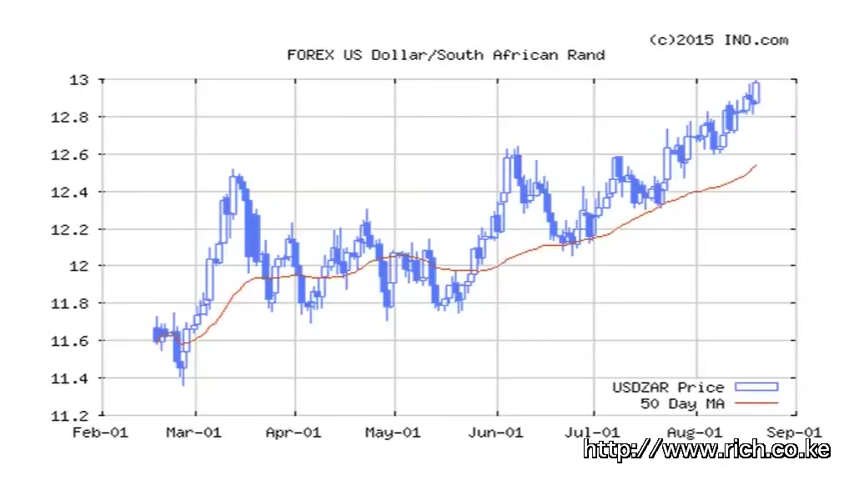 (c)2015 INO.com
FOREX US Dollar/South African Rand
13
12.8
12.6
12.4
12.2
12
11.8
11.6
11.4
11.2
USDZAR Price
50 Day MA
Feb-01 Mar-01 Apr-01 May-01 Jun-01 Jul-01 Aug-01 Sep-01
http://www.rich.co.ke